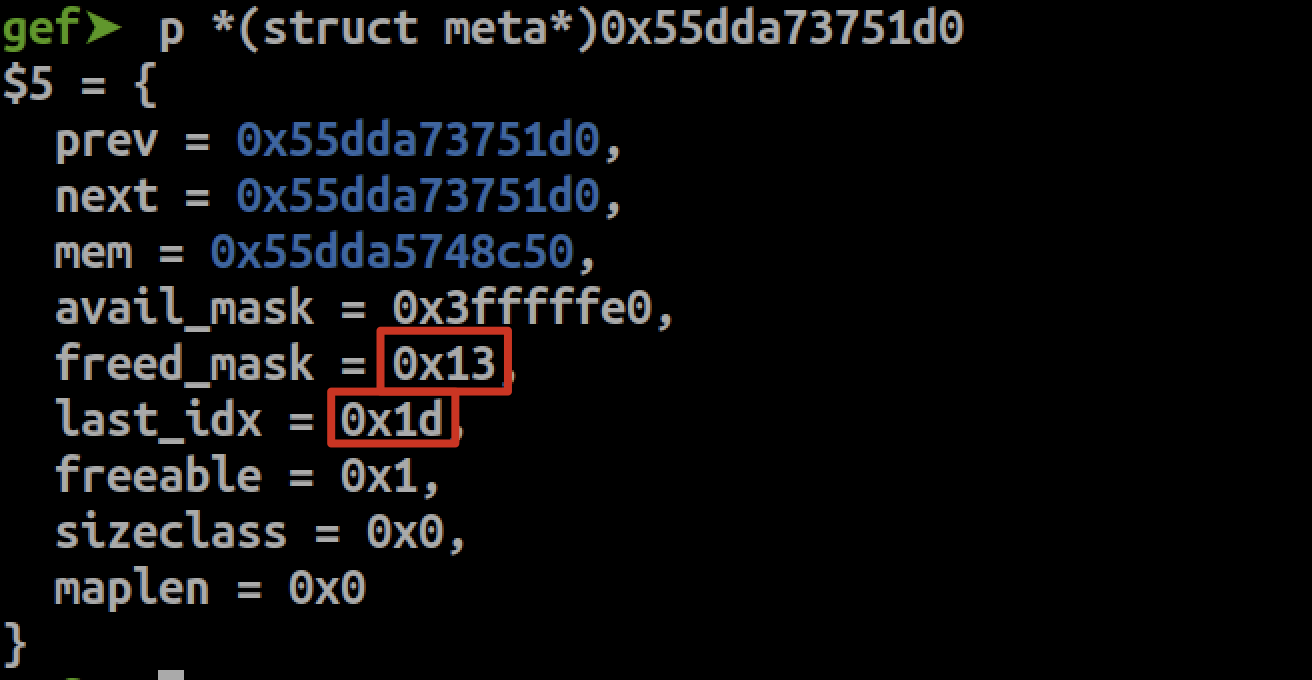 gef➤ p *(struct meta*)0x55dda73751d0
$5 = {
  prev = 0x55dda73751d0,
  next = 0x55dda73751d0,
  mem = 0x55dda5748c50,
  avail_mask = 0x3fffffe0,
  freed_mask = 0x13,
  last_idx = 0x1d,
  freeable = 0x1,
  sizeclass = 0x0,
  maplen = 0x0
}